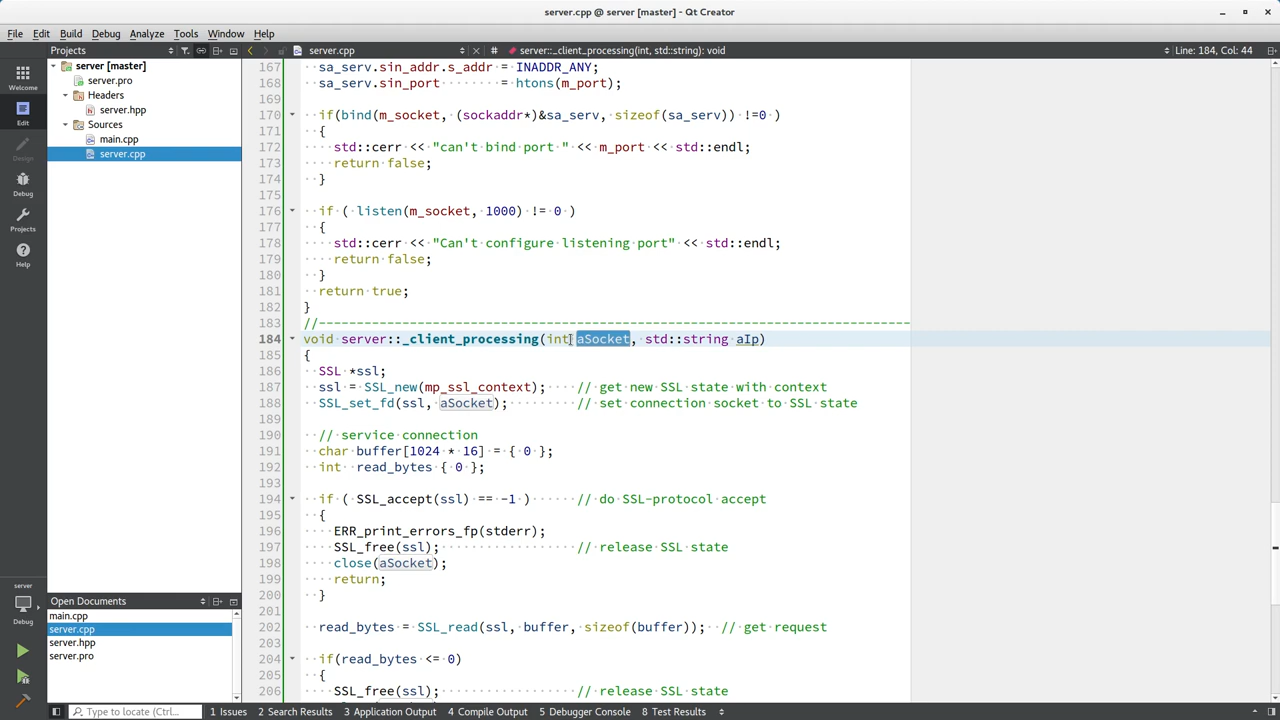 server.cpp @ server [master] - Qt Creator
File Edit Build Debug Analyze Tools Window Help
Projects server.cpp # server::_client_processing(int, std::string): void Line: 184, Col: 44
server [master]
server.pro
Headers
server.hpp
Sources
main.cpp
server.cpp
Welcome
Edit
Design
Debug
Projects
Help
167 sa_serv.sin_addr.s_addr = INADDR_ANY;
168 sa_serv.sin_port = htons(m_port);
169
170 if(bind(m_socket, (sockaddr*)&sa_serv, sizeof(sa_serv)) !=0 )
171 {
172 std::cerr << "can't bind port " << m_port << std::endl;
173 return false;
174 }
175
176 if ( listen(m_socket, 1000) != 0 )
177 {
178 std::cerr << "Can't configure listening port" << std::endl;
179 return false;
180 }
181 return true;
182 }
183 //-------------------------------------------------------------------------------
184 void server::_client_processing(int aSocket, std::string aIp)
185 {
186 SSL *ssl;
187 ssl = SSL_new(mp_ssl_context); // get new SSL state with context
188 SSL_set_fd(ssl, aSocket); // set connection socket to SSL state
189
190 // service connection
191 char buffer[1024 * 16] = { 0 };
192 int read_bytes { 0 };
193
194 if ( SSL_accept(ssl) == -1 ) // do SSL-protocol accept
195 {
196 ERR_print_errors_fp(stderr);
197 SSL_free(ssl); // release SSL state
198 close(aSocket);
199 return;
200 }
201
202 read_bytes = SSL_read(ssl, buffer, sizeof(buffer)); // get request
203
204 if(read_bytes <= 0)
205 {
206 SSL_free(ssl); // release SSL state
server
Debug
Open Documents
main.cpp
server.cpp
server.hpp
server.pro
Type to locate (Ctrl+... 1 Issues 2 Search Results 3 Application Output 4 Compile Output 5 Debugger Console 8 Test Results